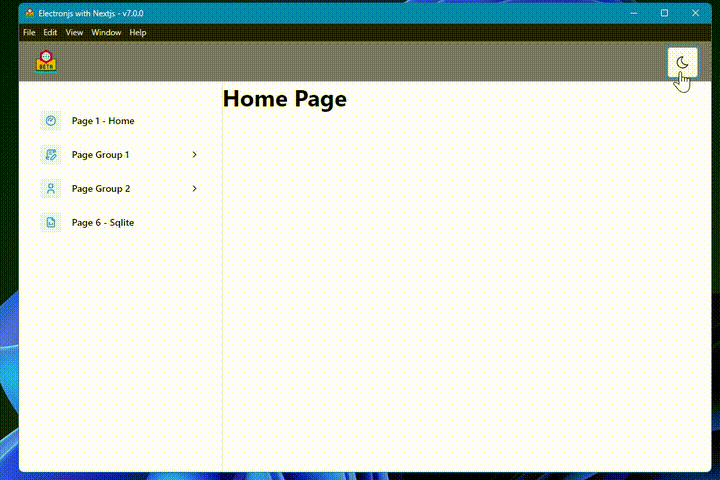 Electronjs with Nextjs - v7.0.0
File Edit View Window Help
BETA
Home Page
Page 1 - Home
Page Group 1
Page Group 2
Page 6 - Sqlite